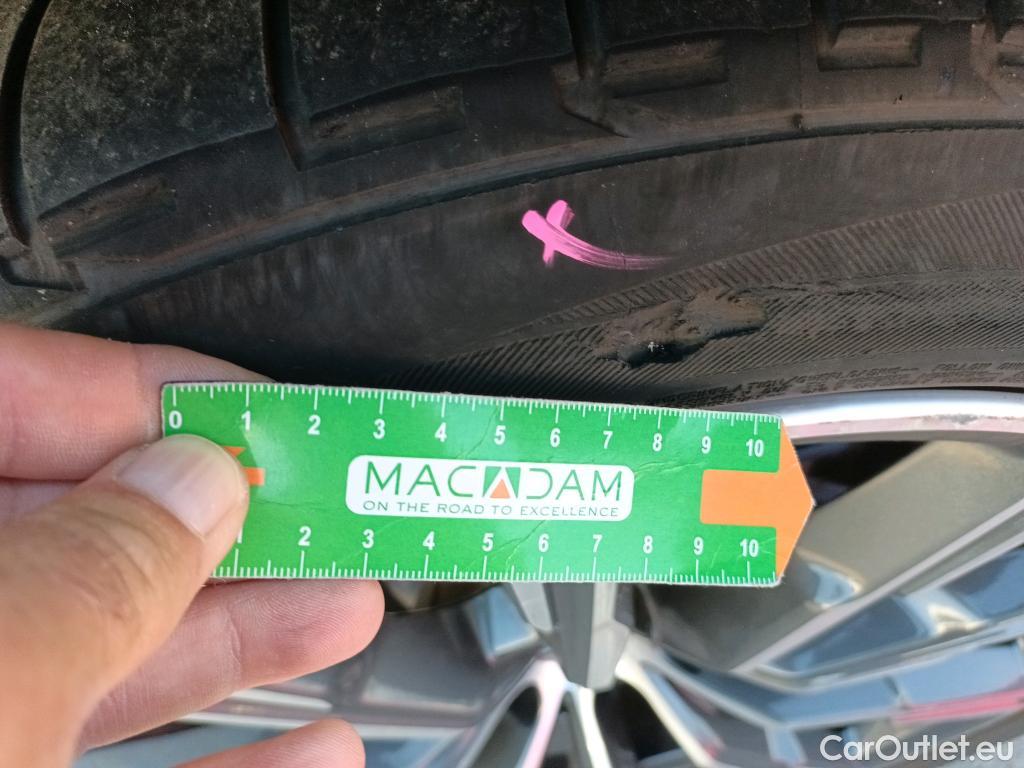 0 1 2 3 4 5 6 7 8 9 10
MACADAM
ON THE ROAD TO EXCELLENCE
1 2 3 4 5 6 7 8 9 10
CarOutlet.eu